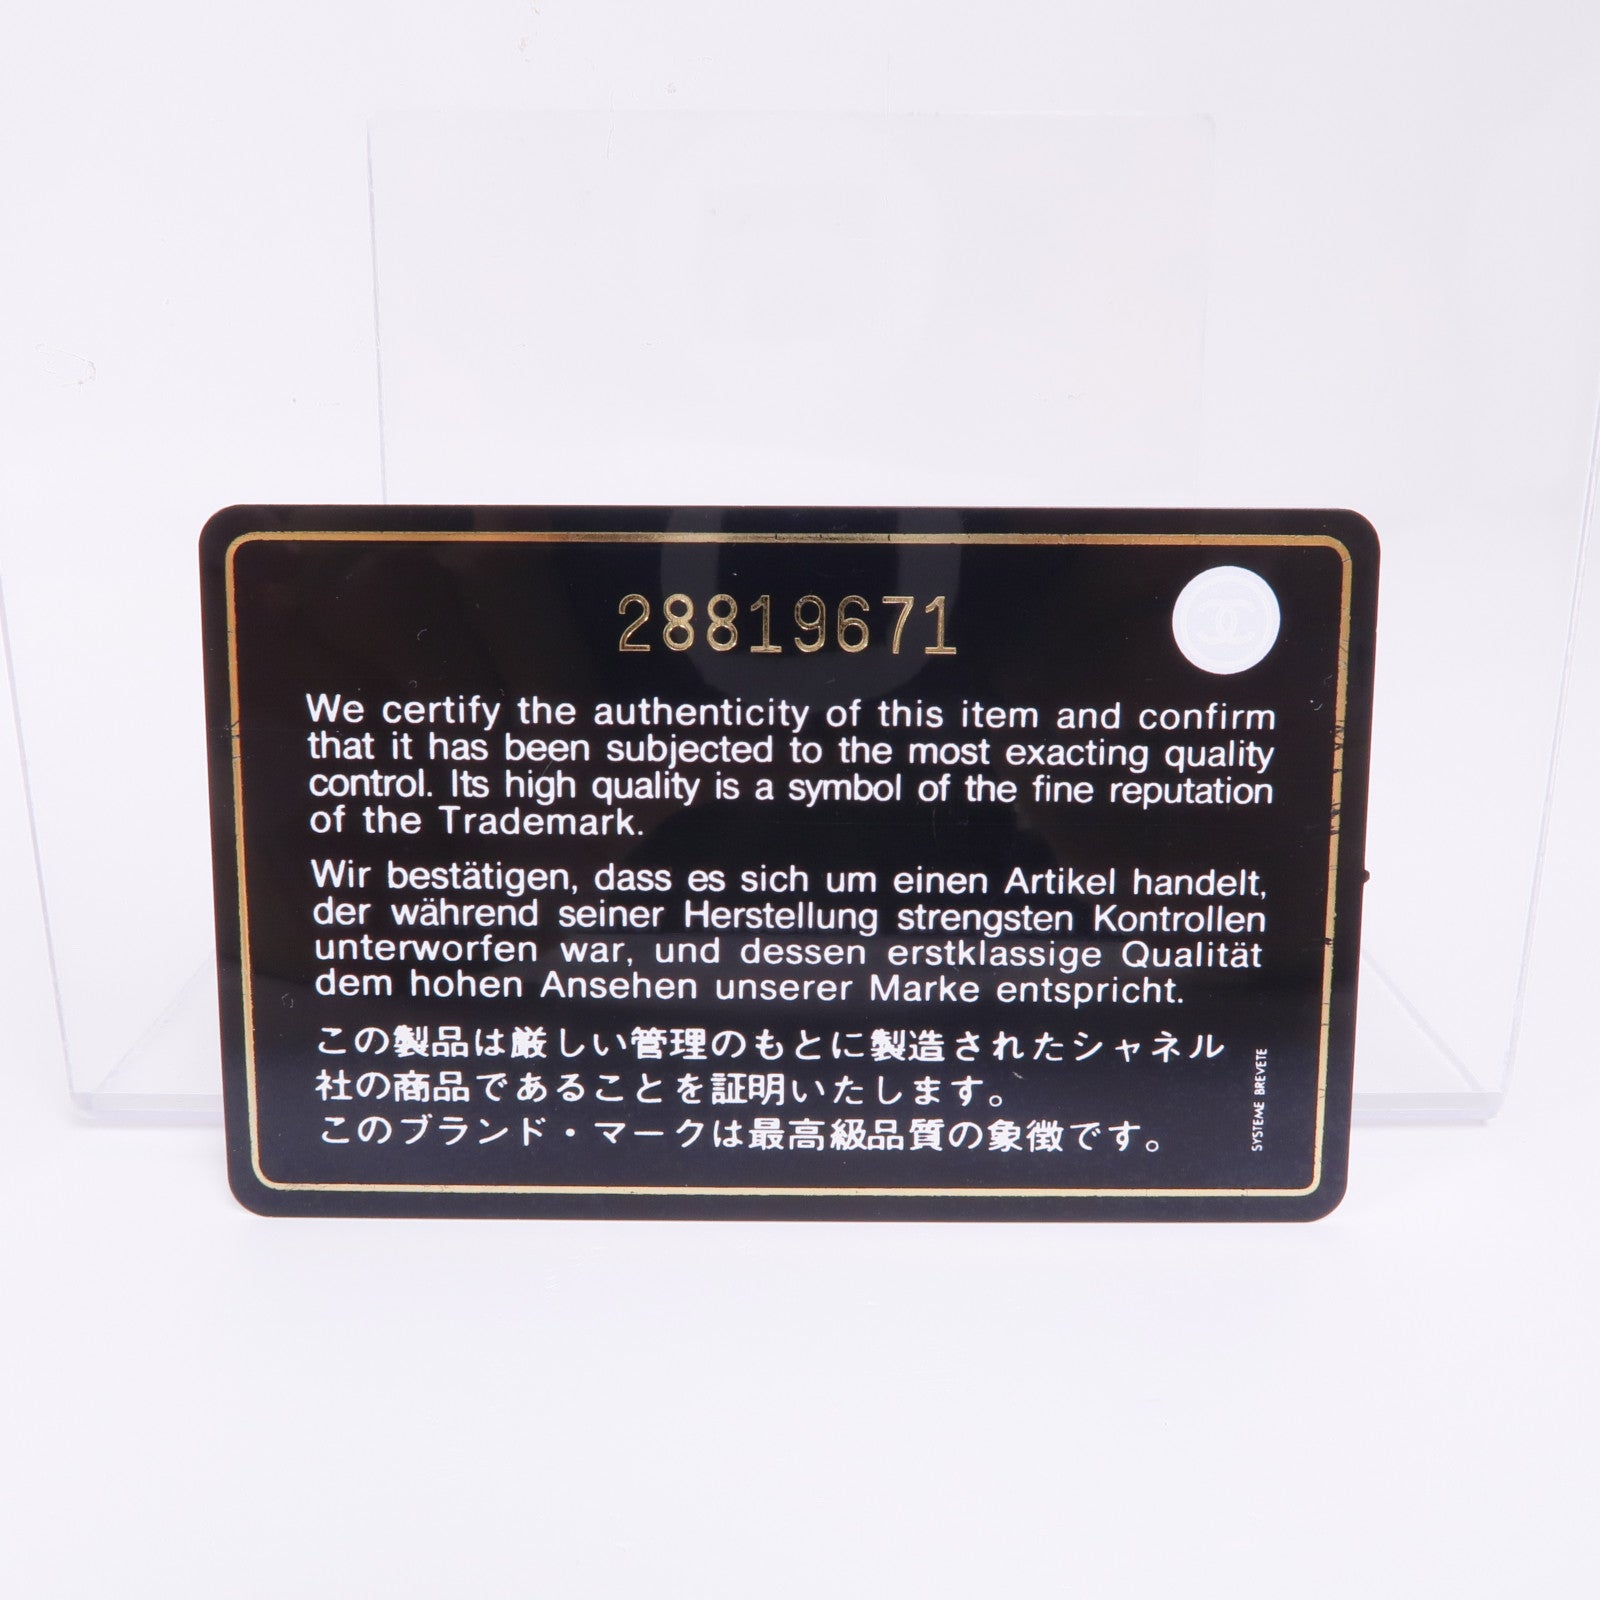 28819671
We certify the authenticity of this item and confirm
that it has been subjected to the most exacting quality
control. Its high quality is a symbol of the fine reputation
of the Trademark.
Wir bestätigen, dass es sich um einen Artikel handelt,
der während seiner Herstellung strengsten Kontrollen
unterworfen war, und dessen erstklassige Qualität
dem hohen Ansehen unserer Marke entspricht.
この製品は厳しい管理のもとに製造されたシャネル
社の商品であることを証明いたします。
このブランド・マークは最高級品質の象徴です。
SYSTEME BREVETE